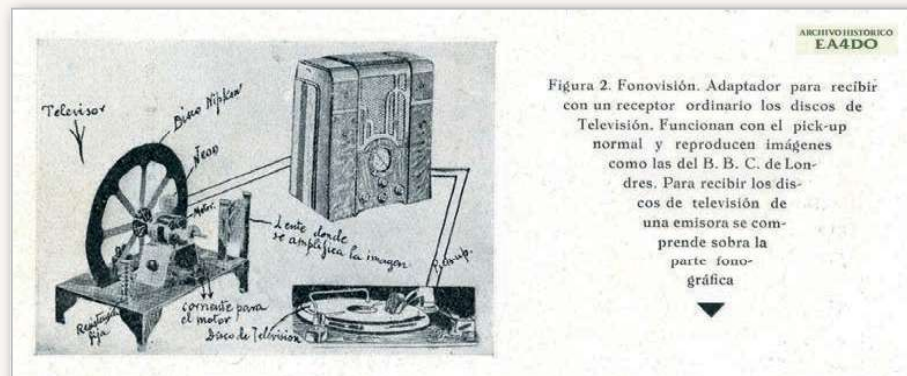 ARCHIVO HISTORICO
EA4DO
Televisor
Disco Nipkow
Neon
Motor.
Lente donde
se amplifica la imagen
Pick-up.
Resistencia
fija
corriente para
el motor
Disco de Television
Figura 2. Fonovisión. Adaptador para recibir
con un receptor ordinario los discos de
Televisión. Funcionan con el pick-up
normal y reproducen imágenes
como las del B. B. C. de Lon-
dres. Para recibir los dis-
cos de televisión de
una emisora se com-
prende sobra la
parte fono-
gráfica